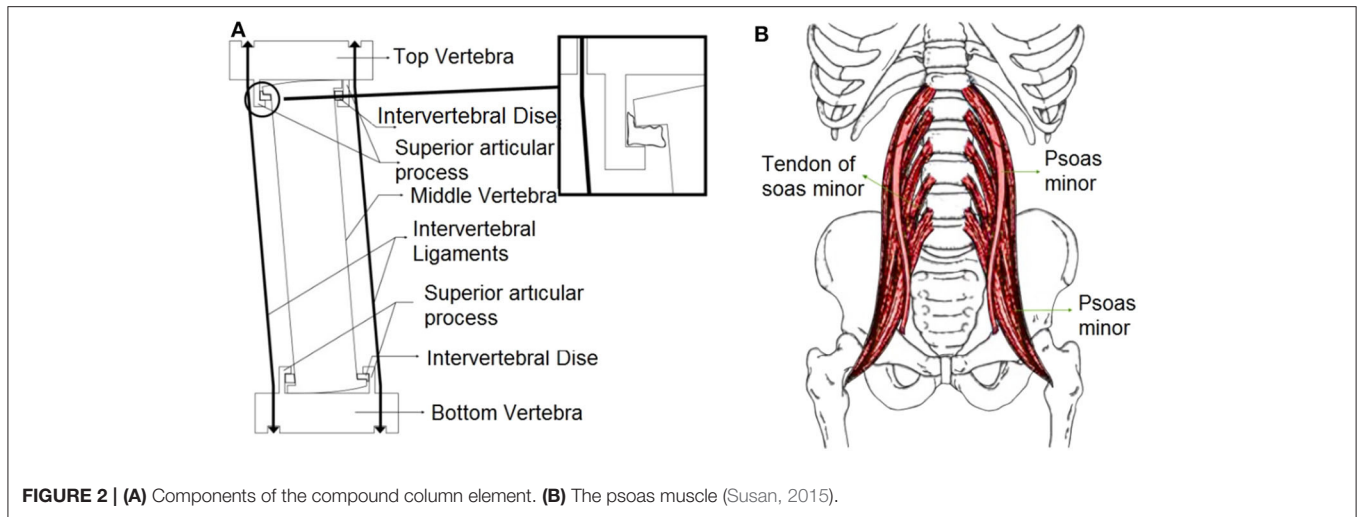 A
Top Vertebra
Intervertebral Dise
Superior articular
process
Middle Vertebra
Intervertebral
Ligaments
Superior articular
process
Intervertebral Dise
Bottom Vertebra
B
Tendon of
soas minor
Psoas
minor
Psoas
minor
FIGURE 2 | (A) Components of the compound column element. (B) The psoas muscle (Susan, 2015).